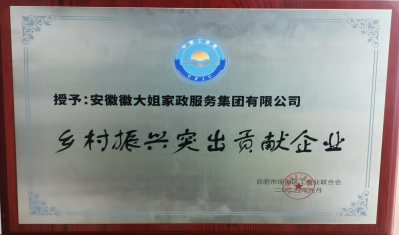 授予：安徽徽大姐家政服务集团有限公司
乡村振兴突出贡献企业